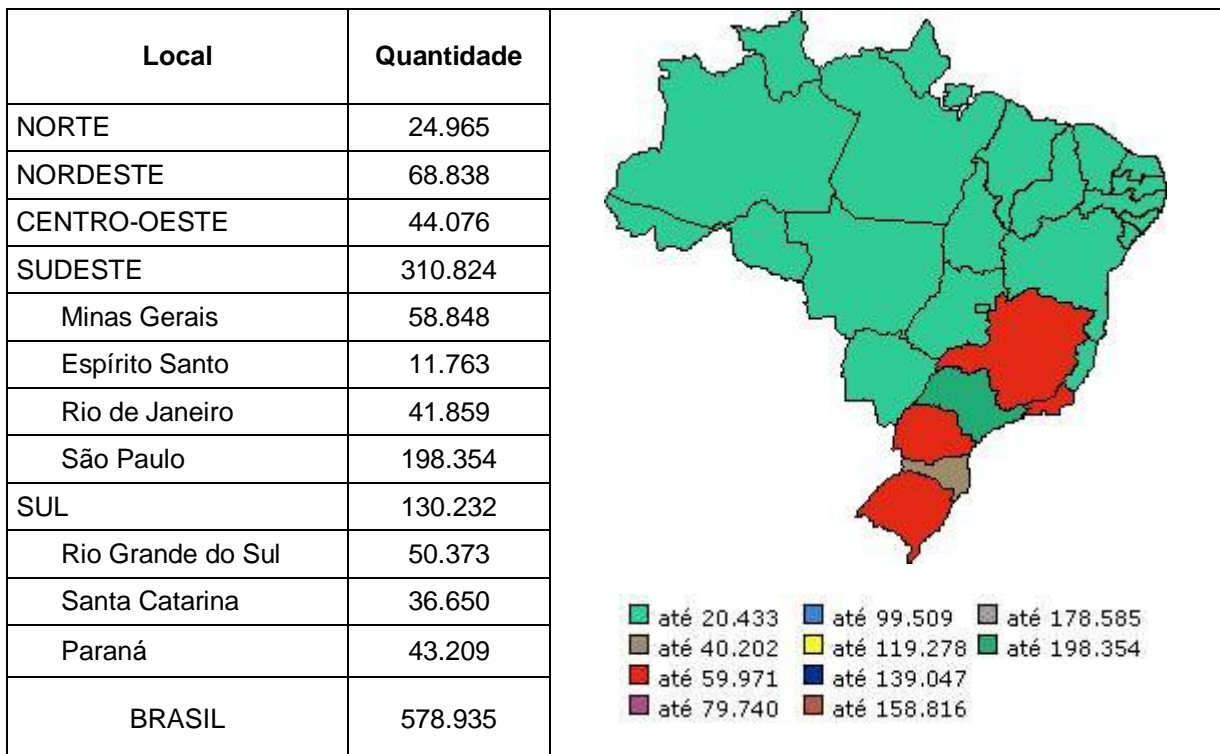 Local Quantidade
NORTE 24.965
NORDESTE 68.838
CENTRO-OESTE 44.076
SUDESTE 310.824
Minas Gerais 58.848
Espírito Santo 11.763
Rio de Janeiro 41.859
São Paulo 198.354
SUL 130.232
Rio Grande do Sul 50.373
Santa Catarina 36.650
Paraná 43.209
BRASIL 578.935
até 20.433 até 99.509 até 178.585
até 40.202 até 119.278 até 198.354
até 59.971 até 139.047
até 79.740 até 158.816